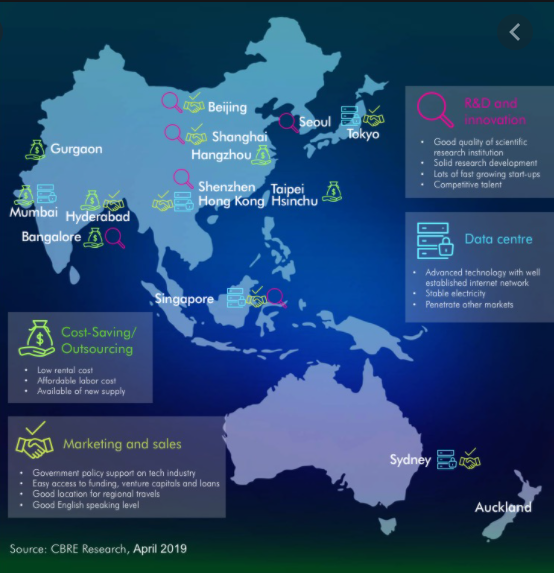 Beijing
Shanghai
Hangzhou
Seoul
Tokyo
Gurgaon
Shenzhen
Hong Kong
Taipei
Hsinchu
Mumbai
Hyderabad
Bangalore
Singapore
Sydney
Auckland
R&D and
innovation
• Good quality of scientific
research institution
• Solid research development
• Lots of fast growing start-ups
• Competitive talent
Data centre
• Advanced technology with well
established internet network
• Stable electricity
• Penetrate other markets
Cost-Saving/
Outsourcing
• Low rental cost
• Affordable labor cost
• Available of new supply
Marketing and sales
• Government policy support on tech industry
• Easy access to funding, venture capitals and loans
• Good location for regional travels
• Good English speaking level
Source: CBRE Research, April 2019